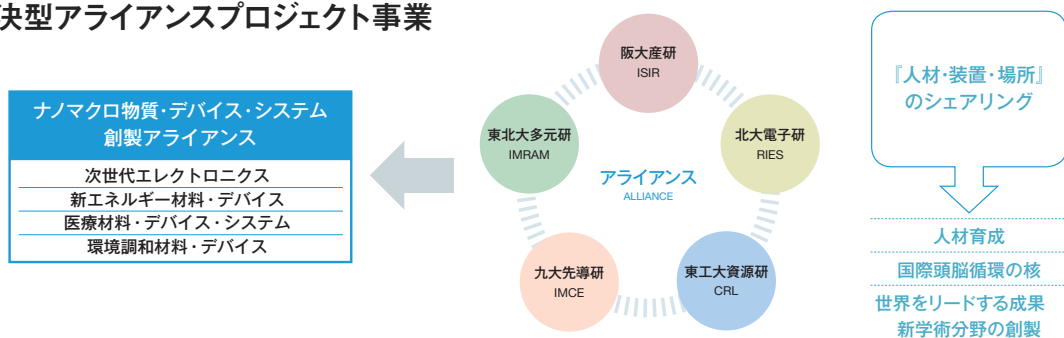 決型アライアンスプロジェクト事業
ナノマクロ物質・デバイス・システム
創製アライアンス
次世代エレクトロニクス
新エネルギー材料・デバイス
医療材料・デバイス・システム
環境調和材料・デバイス
阪大産研
ISIR
東北大多元研
IMRAM
北大電子研
RIES
アライアンス
ALLIANCE
九大先導研
IMCE
東工大資源研
CRL
『人材・装置・場所』
のシェアリング
人材育成
国際頭脳循環の核
世界をリードする成果
新学術分野の創製